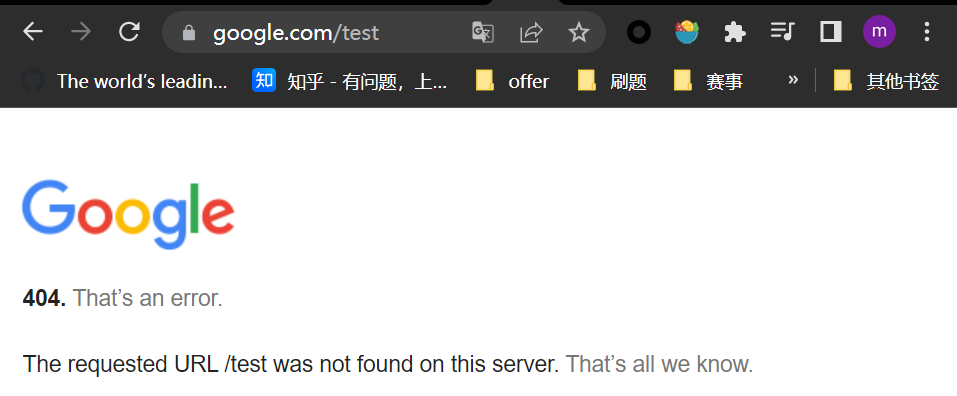 google.com/test
m
The world's leadin... 知 知乎 - 有问题，上... offer 刷题 赛事 » 其他书签
Google
404. That's an error.
The requested URL /test was not found on this server. That's all we know.